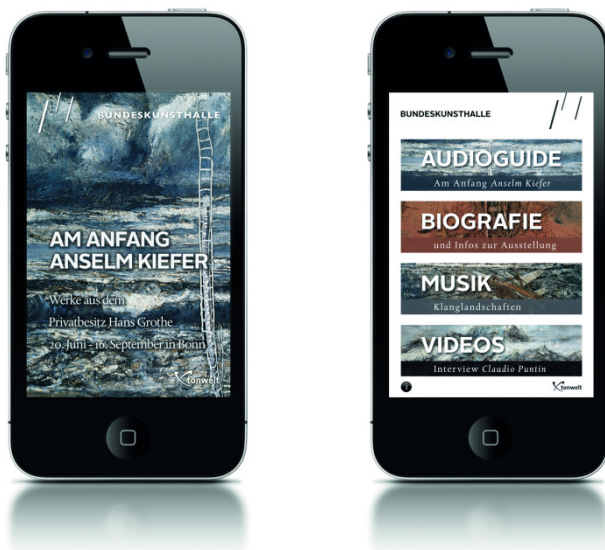 BUNDESKUNSTHALLE
AM ANFANG
ANSELM KIEFER
Werke aus dem
Privatbesitz Hans Grothe
20. Juni - 16. September in Bonn
tonwelt
BUNDESKUNSTHALLE
AUDIOGUIDE
Am Anfang Anselm Kiefer
BIOGRAFIE
und Infos zur Ausstellung
MUSIK
Klanglandschaften
VIDEOS
Interview Claudio Puntin
i
tonwelt